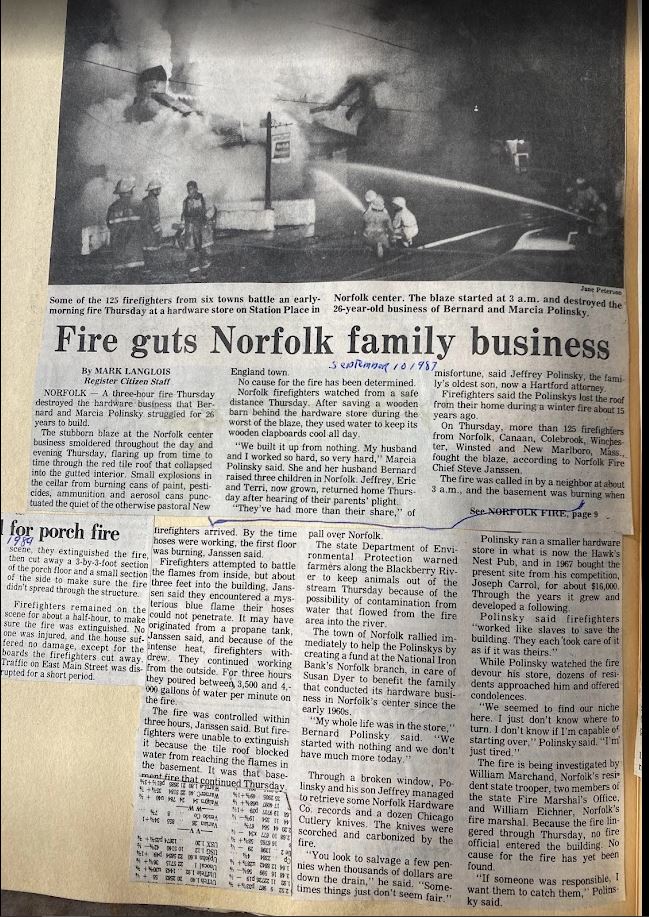 Jane Peterson
Some of the 125 firefighters from six towns battle an early-
morning fire Thursday at a hardware store on Station Place in
Norfolk center. The blaze started at 3 a.m. and destroyed the
26-year-old business of Bernard and Marcia Polinsky.
Fire guts Norfolk family business
September 10 1987
By MARK LANGLOIS
Register Citizen Staff
NORFOLK — A three-hour fire Thursday
destroyed the hardware business that Ber-
nard and Marcia Polinsky struggled for 26
years to build.
The stubborn blaze at the Norfolk center
business smoldered throughout the day and
evening Thursday, flaring up from time to
time through the red tile roof that collapsed
into the gutted interior. Small explosions in
the cellar from burning cans of paint, pesti-
cides, ammunition and aerosol cans punc-
tuated the quiet of the otherwise pastoral New
England town.
No cause for the fire has been determined.
Norfolk firefighters watched from a safe
distance Thursday. After saving a wooden
barn behind the hardware store during the
worst of the blaze, they used water to keep its
wooden clapboards cool all day.
"We built it up from nothing. My husband
and I worked so hard, so very hard," Marcia
Polinsky said. She and her husband Bernard
raised three children in Norfolk. Jeffrey, Eric
and Terri, now grown, returned home Thurs-
day after hearing of their parents' plight.
"They've had more than their share," of
misfortune, said Jeffrey Polinsky, the fami-
ly's oldest son, now a Hartford attorney.
Firefighters said the Polinskys lost the roof
from their home during a winter fire about 15
years ago.
On Thursday, more than 125 firefighters
from Norfolk, Canaan, Colebrook, Winches-
ter, Winsted and New Marlboro, Mass.,
fought the blaze, according to Norfolk Fire
Chief Steve Janssen.
The fire was called in by a neighbor at about
3 a.m., and the basement was burning when
See NORFOLK FIRE, page 9
for porch fire
1989
scene, they extinguished the fire,
then cut away a 3-by-3-foot section
of the porch floor and a small section
of the side to make sure the fire
didn't spread through the structure.
Firefighters remained on the
scene for about a half-hour, to make
sure the fire was extinguished. No
one was injured, and the house suf-
fered no damage, except for the
boards the firefighters cut away.
Traffic on East Main Street was dis-
rupted for a short period.
firefighters arrived. By the time
hoses were working, the first floor
was burning, Janssen said.
Firefighters attempted to battle
the flames from inside, but about
three feet into the building, Jans-
sen said they encountered a mys-
terious blue flame their hoses
could not penetrate. It may have
originated from a propane tank,
Janssen said, and because of the
intense heat, firefighters with-
drew. They continued working
from the outside. For three hours
they poured between 3,500 and 4,-
000 gallons of water per minute on
the fire.
The fire was controlled within
three hours, Janssen said. But fire-
fighters were unable to extinguish
it because the tile roof blocked
water from reaching the flames in
the basement. It was that base-
ment fire that continued Thursday
pall over Norfolk.
The state Department of Envi-
ronmental Protection warned
farmers along the Blackberry Riv-
er to keep animals out of the
stream Thursday because of the
possibility of contamination from
water that flowed from the fire
area into the river.
The town of Norfolk rallied im-
mediately to help the Polinskys by
creating a fund at the National Iron
Bank's Norfolk branch, in care of
Susan Dyer to benefit the family
that conducted its hardware busi-
ness in Norfolk's center since the
early 1960s.
"My whole life was in the store,"
Bernard Polinsky said. "We
started with nothing and we don't
have much more today."
Through a broken window, Po-
linsky and his son Jeffrey managed
to retrieve some Norfolk Hardware
Co. records and a dozen Chicago
Cutlery knives. The knives were
scorched and carbonized by the
fire.
"You look to salvage a few pen-
nies when thousands of dollars are
down the drain," he said. "Some-
times things just don't seem fair."
Polinsky ran a smaller hardware
store in what is now the Hawk's
Nest Pub, and in 1967 bought the
present site from his competition,
Joseph Carrol, for about $16,000.
Through the years it grew and
developed a following.
Polinsky said firefighters
"worked like slaves to save the
building. They each took care of it
as if it was theirs."
While Polinsky watched the fire
devour his store, dozens of resi-
dents approached him and offered
condolences.
"We seemed to find our niche
here. I just don't know where to
turn. I don't know if I'm capable of
starting over," Polinsky said. "I'm
just tired."
The fire is being investigated by
William Marchand, Norfolk's resi-
dent state trooper, two members of
the state Fire Marshal's Office,
and William Eichner, Norfolk's
fire marshal. Because the fire lin-
gered through Thursday, no fire
official entered the building. No
cause for the fire has yet been
found.
"If someone was responsible, I
want them to catch them," Polins-
ky said.